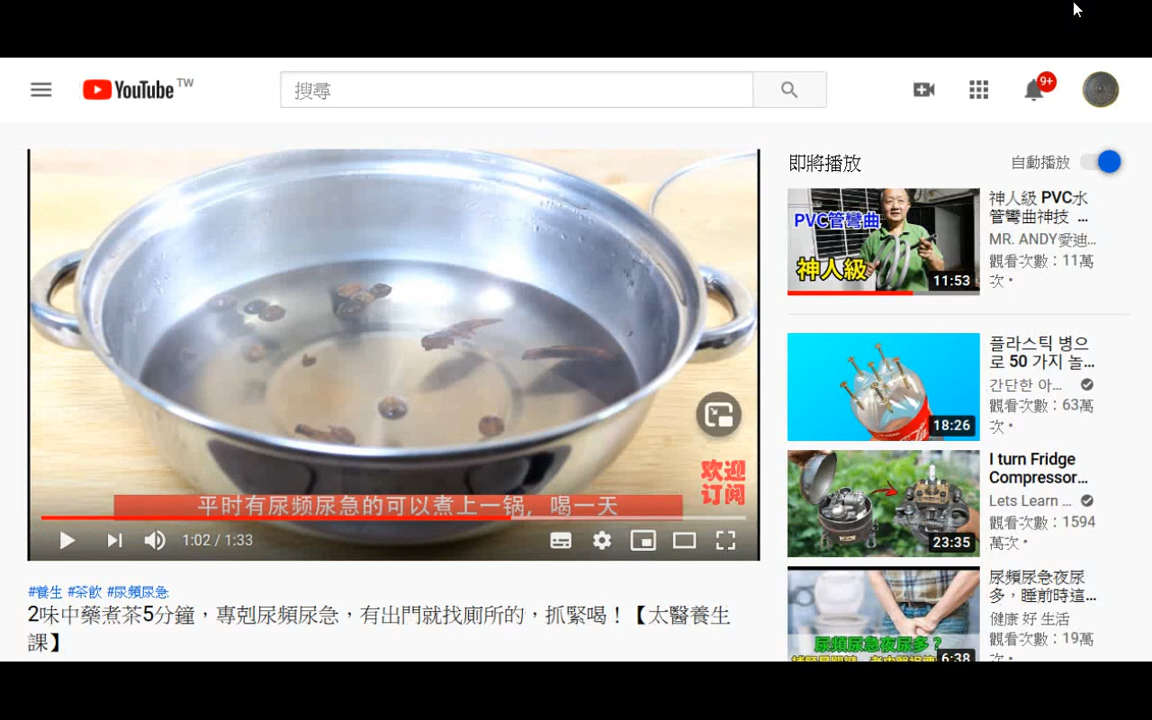 YouTube TW
搜尋
9+
平时有尿频尿急的可以煮上一锅，喝一天
欢迎
订阅
1:02 / 1:33
#養生 #茶飲 #尿頻尿急
2味中藥煮茶5分鐘，專剋尿頻尿急，有出門就找廁所的，抓緊喝！【太醫養生
課】
即將播放
自動播放
PVC管彎曲
神人級
11:53
神人級 PVC水
管彎曲神技 ...
MR. ANDY愛迪...
觀看次數：11萬
次 •
18:26
플라스틱 병으
로 50 가지 놀...
간단한 아...
觀看次數：63萬
次 •
23:35
I turn Fridge
Compressor...
Lets Learn ...
觀看次數：1594
萬次 •
尿頻尿急夜尿多？
6:38
尿頻尿急夜尿
多，睡前時這...
健康 好 生活
觀看次數：19萬
次 •